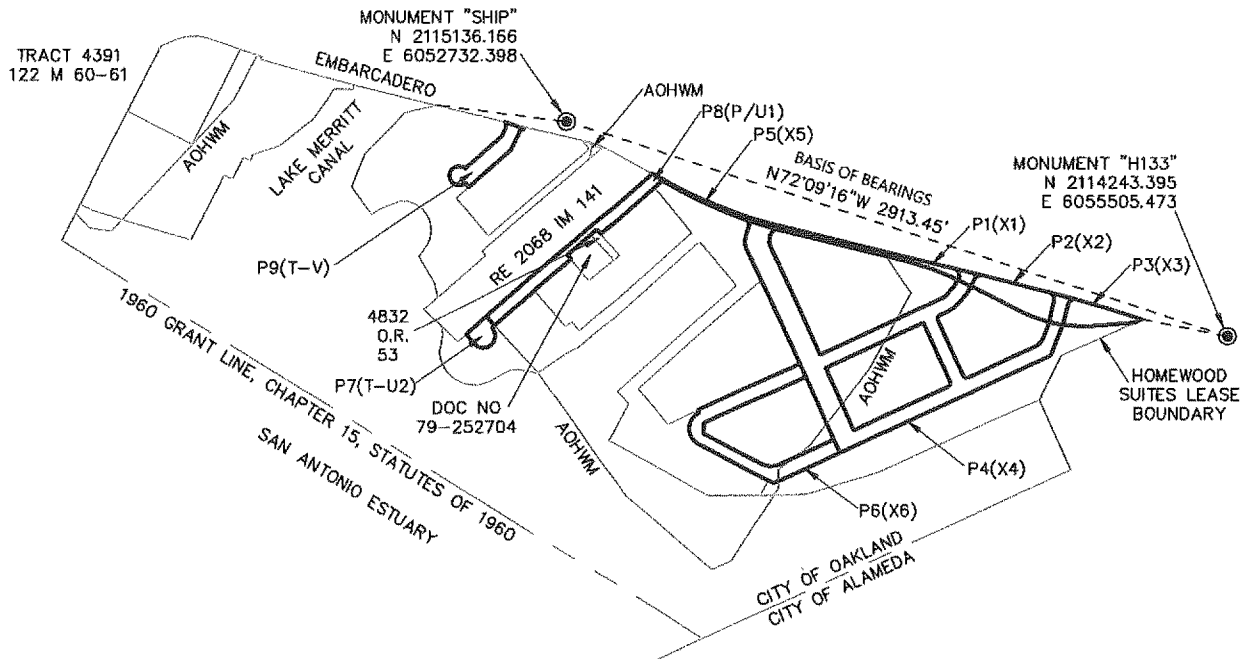 MONUMENT "SHIP"
N 2115136.166
E 6052732.398
TRACT 4391
122 M 60-61
EMBARCADERO
AOHWM
P8(P/U1)
P5(X5)
AOHWM
LAKE MERRITT
CANAL
BASIS OF BEARINGS
N72°09'16"W 2913.45'
MONUMENT "H133"
N 2114243.395
E 6055505.473
P1(X1)
P2(X2)
P3(X3)
RE 2068 IM 141
P9(T-V)
4832
O.R.
53
P7(T-U2)
DOC NO
79-252704
AOHWM
AOHWM
HOMEWOOD
SUITES LEASE
BOUNDARY
1960 GRANT LINE, CHAPTER 15, STATUTES OF 1960
SAN ANTONIO ESTUARY
P4(X4)
P6(X6)
CITY OF OAKLAND
CITY OF ALAMEDA